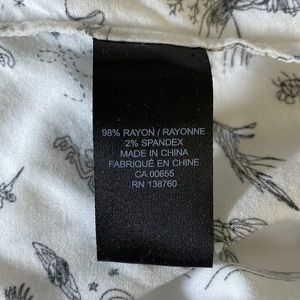 98% RAYON / RAYONNE
2% SPANDEX
MADE IN CHINA
FABRIQUÉ EN CHINE
CA 00655
RN 138760